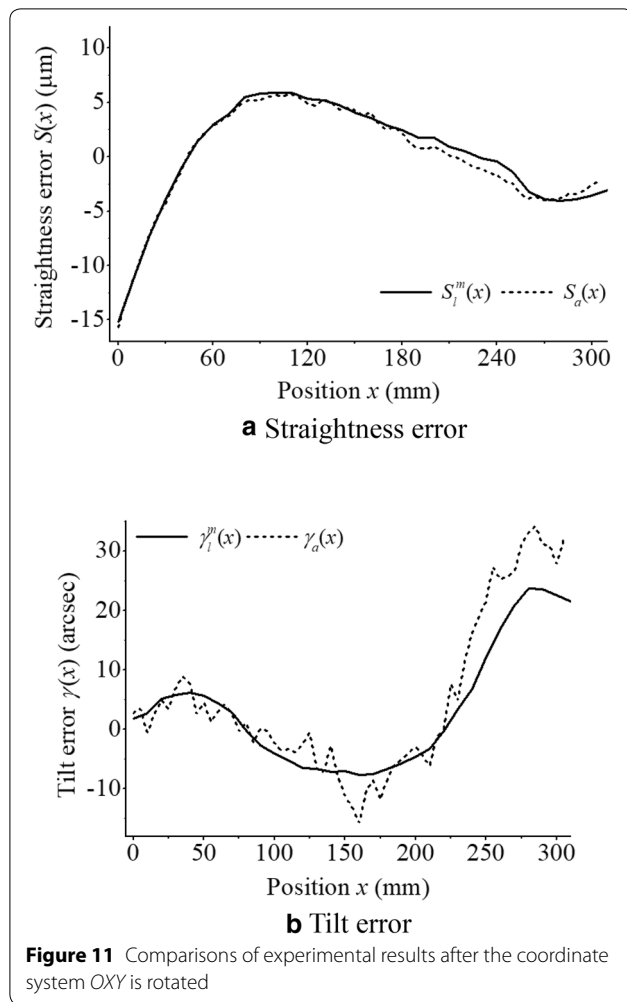 10
5
0
-5
-10
-15
Straightness error S(x) (μm)
S_l^m(x) S_a(x)
0 60 120 180 240 300
Position x (mm)
a Straightness error
γ_l^m(x) γ_a(x)
30
20
10
0
-10
Tilt error γ(x) (arcsec)
0 50 100 150 200 250 300
Position x (mm)
b Tilt error
Figure 11 Comparisons of experimental results after the coordinate
system OXY is rotated